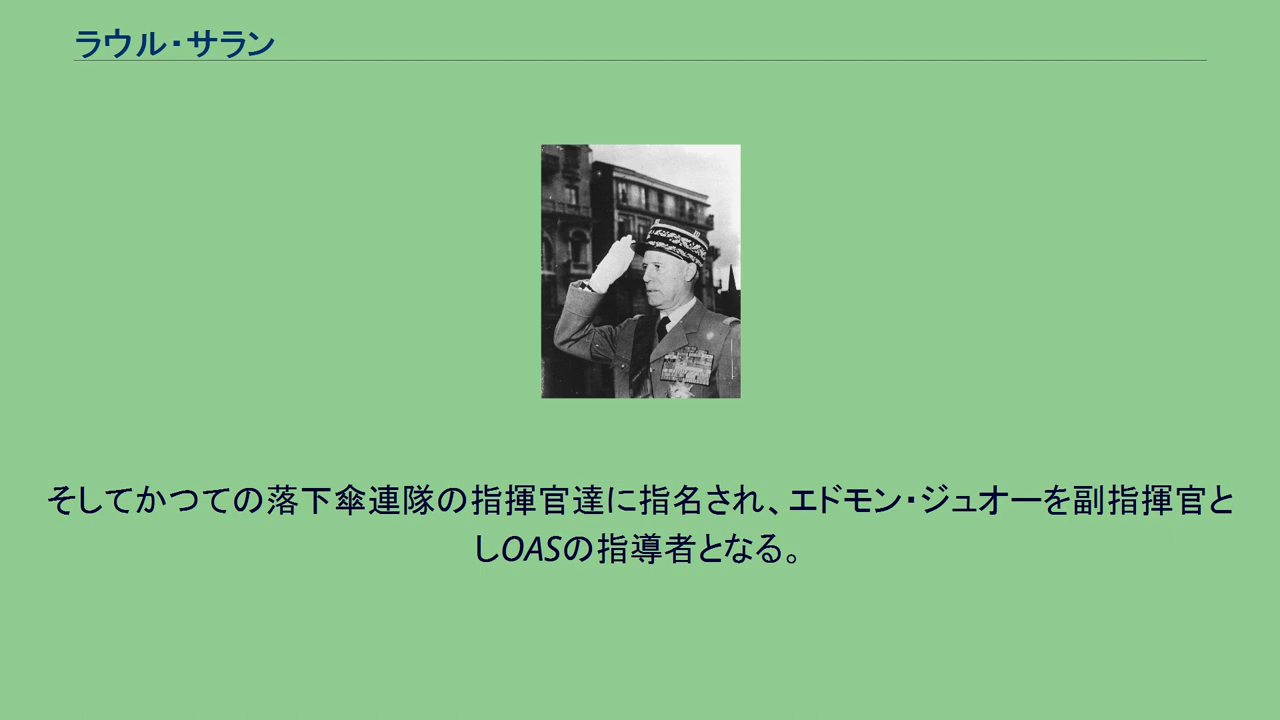 ラウル・サラン
そしてかつての落下傘連隊の指揮官達に指名され、エドモン・ジュオーを副指揮官と
しOASの指導者となる。